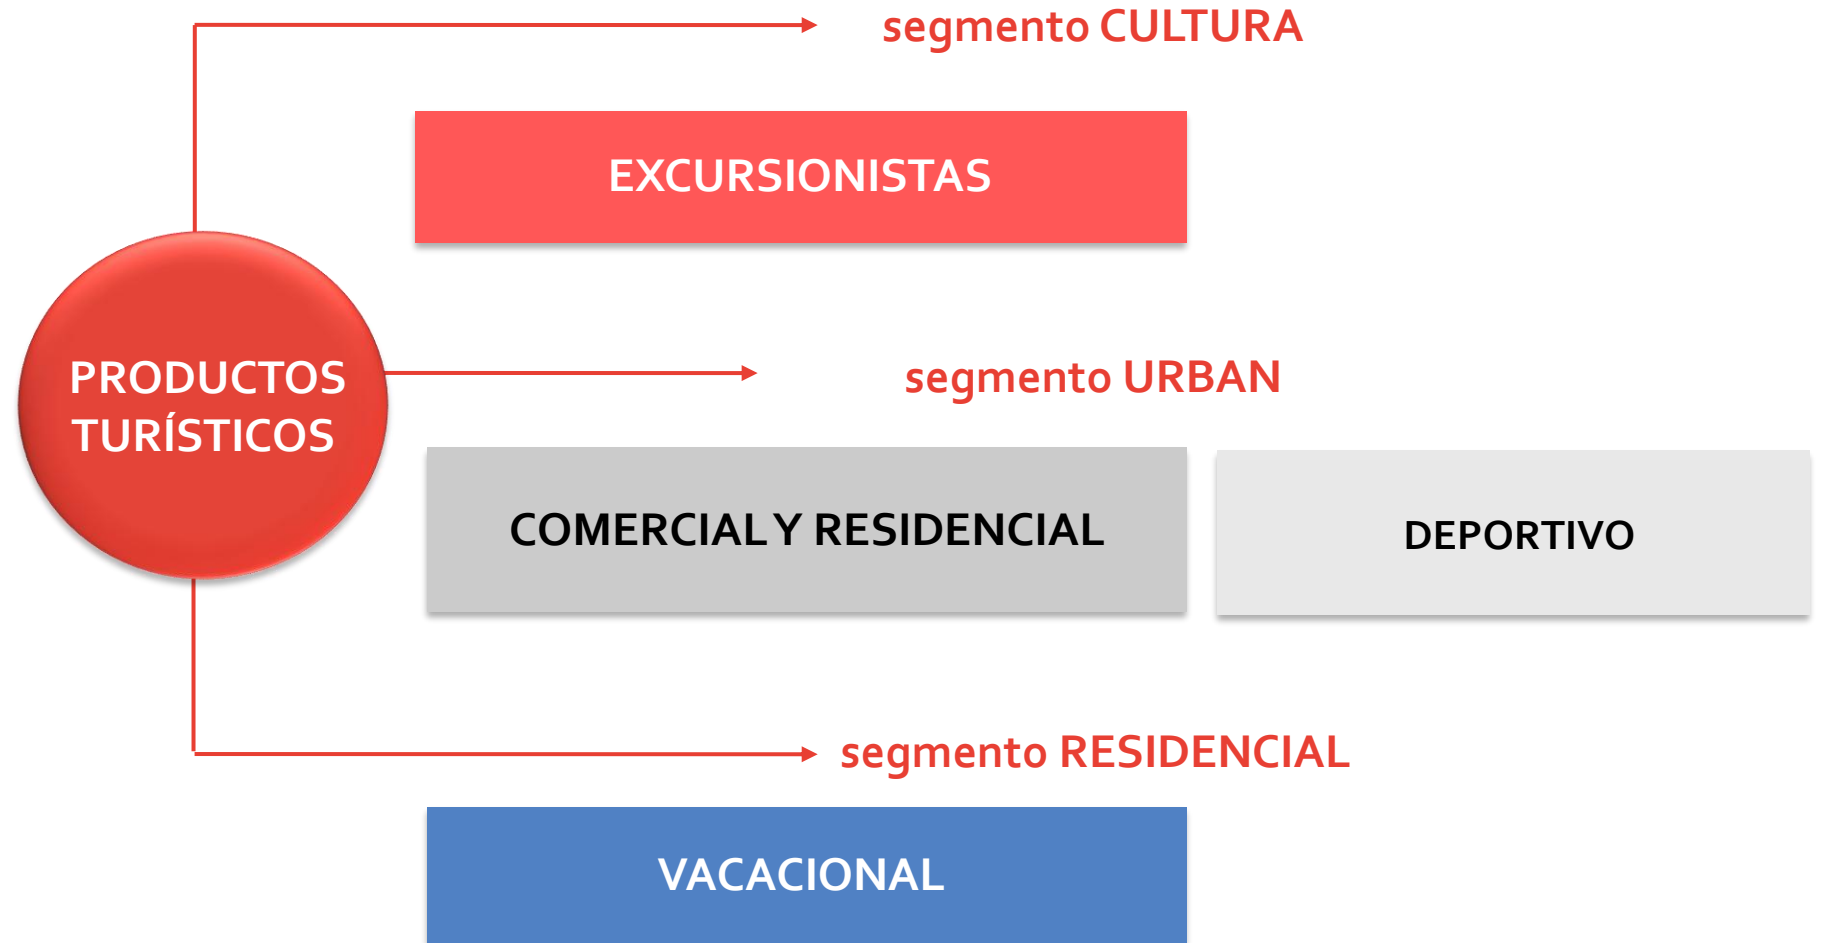 segmento CULTURA
EXCURSIONISTAS
PRODUCTOS
TURÍSTICOS
segmento URBAN
COMERCIAL Y RESIDENCIAL
DEPORTIVO
segmento RESIDENCIAL
VACACIONAL